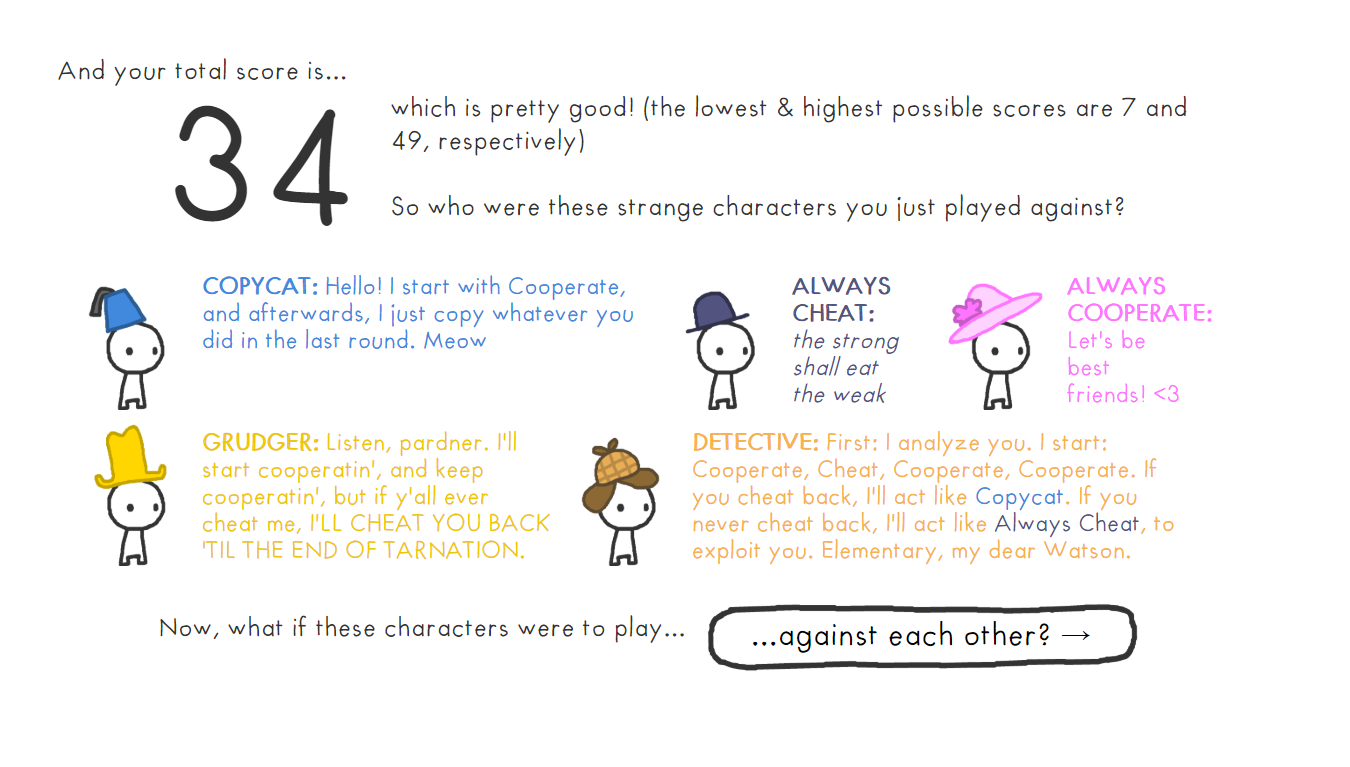 And your total score is...
34
which is pretty good! (the lowest & highest possible scores are 7 and
49, respectively)
So who were these strange characters you just played against?
COPYCAT: Hello! I start with Cooperate,
and afterwards, I just copy whatever you
did in the last round. Meow
ALWAYS
CHEAT:
the strong
shall eat
the weak
ALWAYS
COOPERATE:
Let's be
best
friends! <3
GRUDGER: Listen, pardner. I'll
start cooperatin', and keep
cooperatin', but if y'all ever
cheat me, I'LL CHEAT YOU BACK
'TIL THE END OF TARNATION.
DETECTIVE: First: I analyze you. I start:
Cooperate, Cheat, Cooperate, Cooperate. If
you cheat back, I'll act like Copycat. If you
never cheat back, I'll act like Always Cheat, to
exploit you. Elementary, my dear Watson.
Now, what if these characters were to play...
...against each other? →